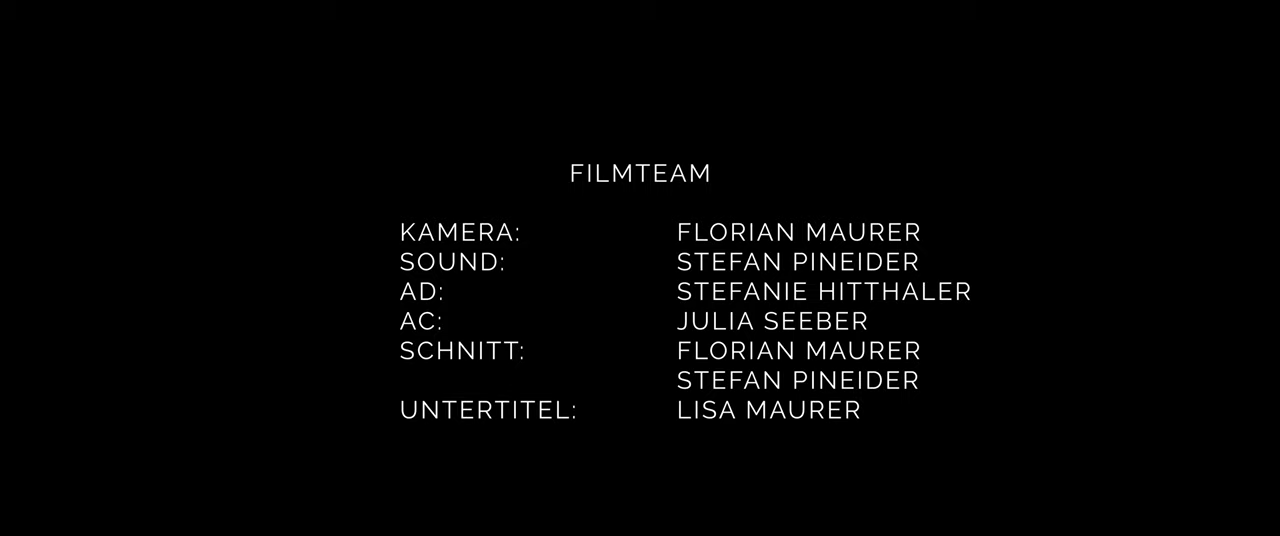 FILMTEAM
KAMERA: FLORIAN MAURER
SOUND: STEFAN PINEIDER
AD: STEFANIE HITTHALER
AC: JULIA SEEBER
SCHNITT: FLORIAN MAURER
STEFAN PINEIDER
UNTERTITEL: LISA MAURER